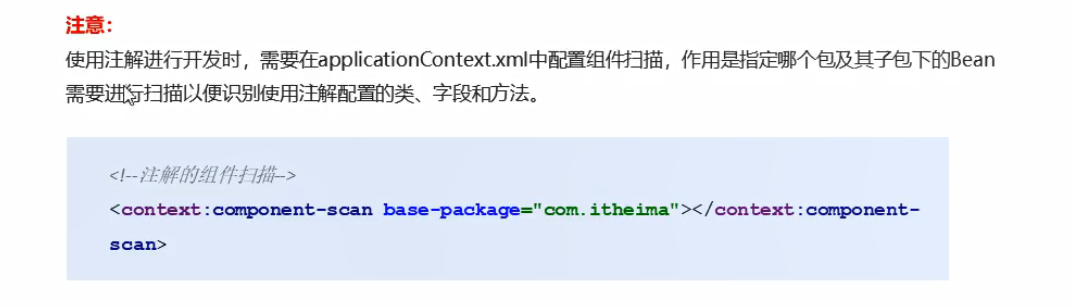 注意：
使用注解进行开发时，需要在applicationContext.xml中配置组件扫描，作用是指定哪个包及其子包下的Bean
需要进行扫描以便识别使用注解配置的类、字段和方法。
<!--注解的组件扫描-->
<context:component-scan base-package="com.itheima"></context:component-
scan>